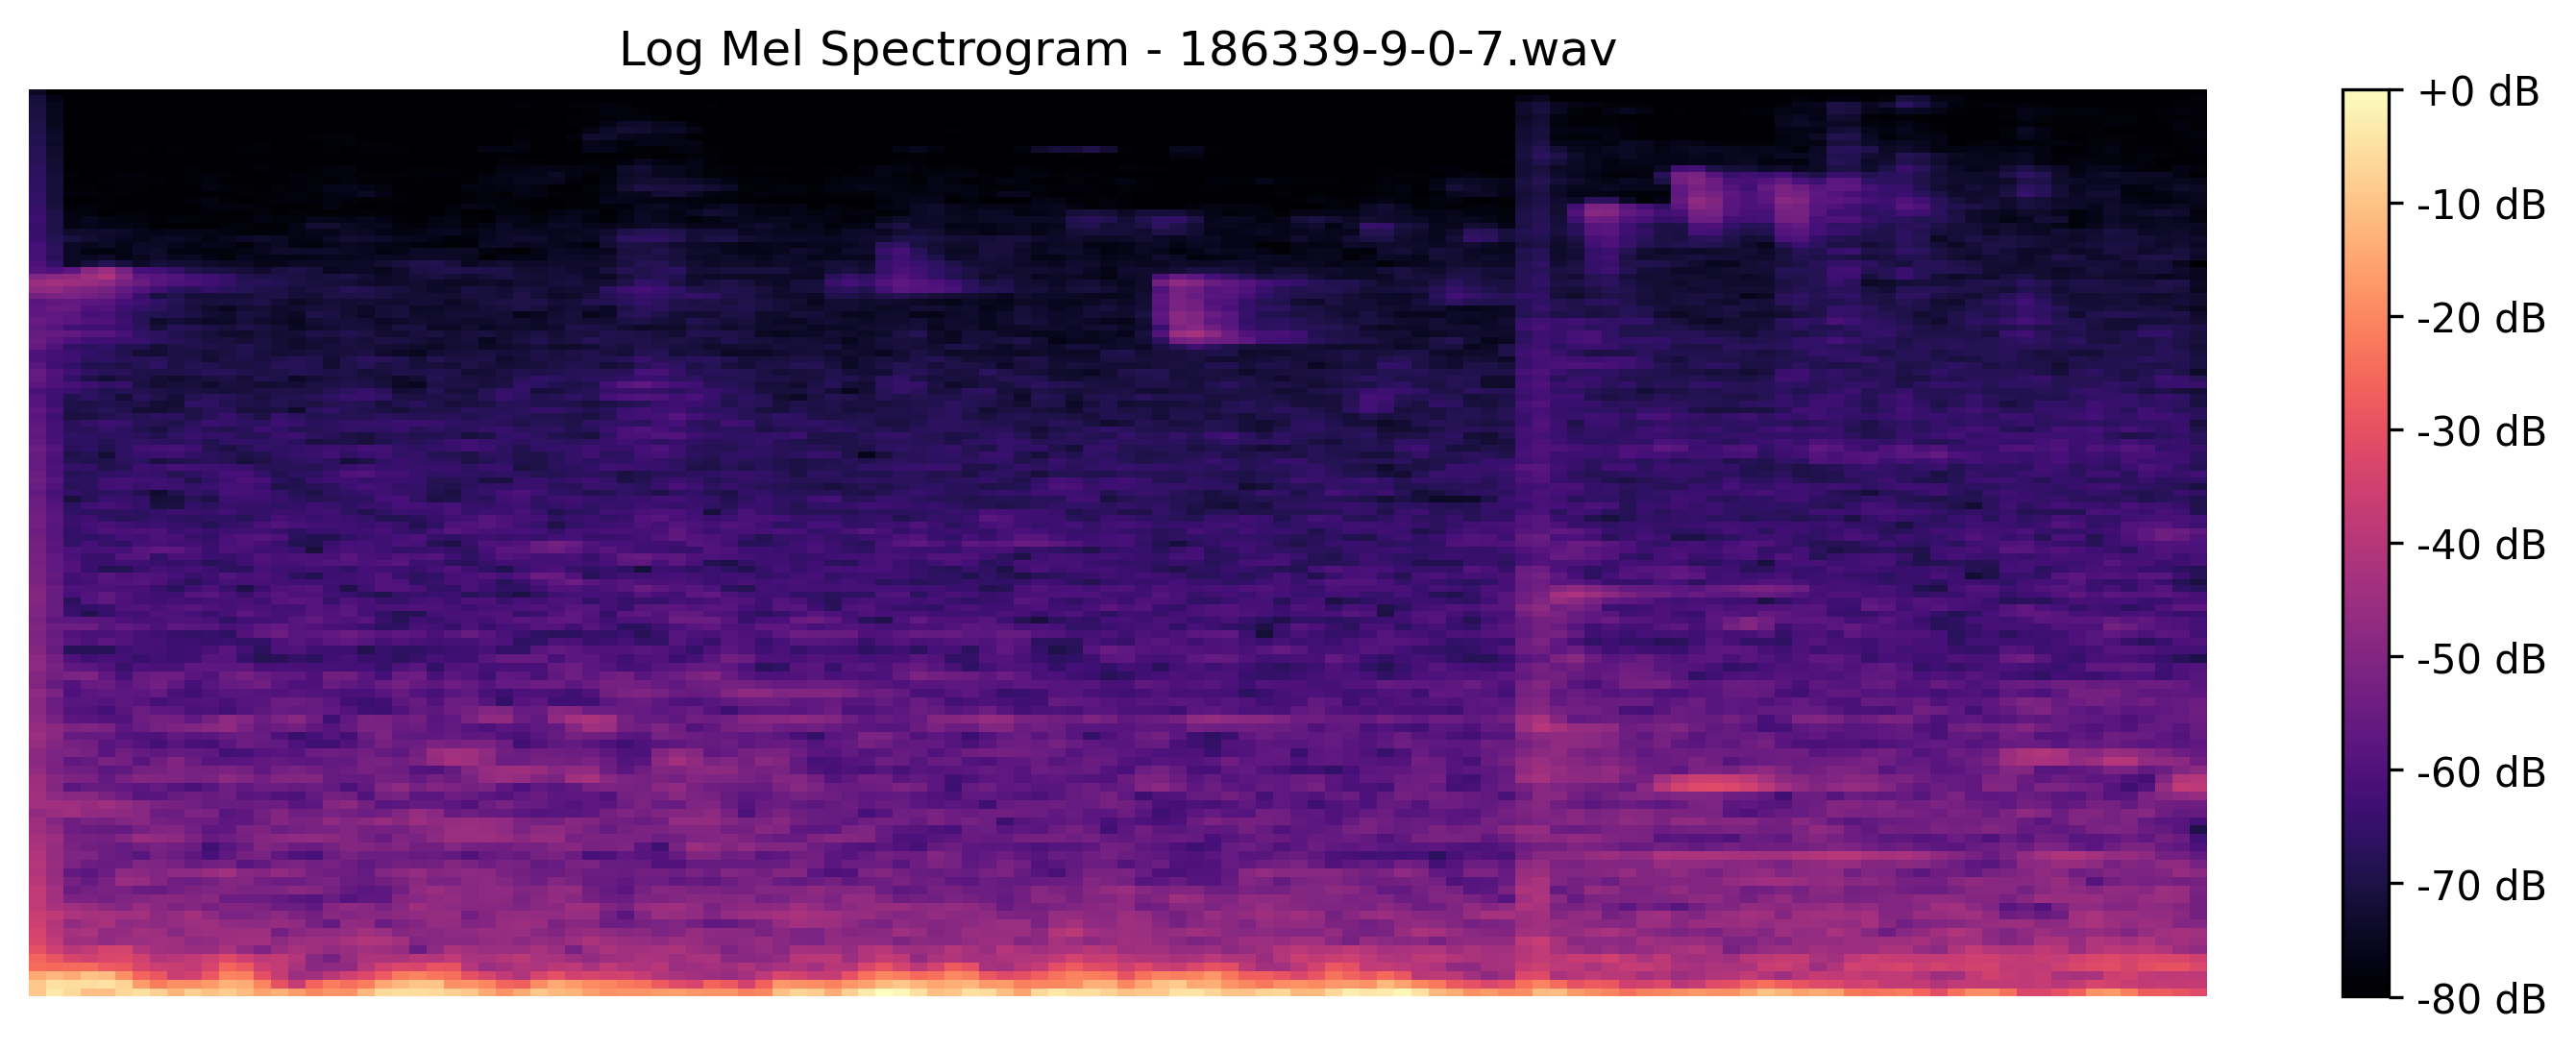 Log Mel Spectrogram - 186339-9-0-7.wav
+0 dB
-10 dB
-20 dB
-30 dB
-40 dB
-50 dB
-60 dB
-70 dB
-80 dB